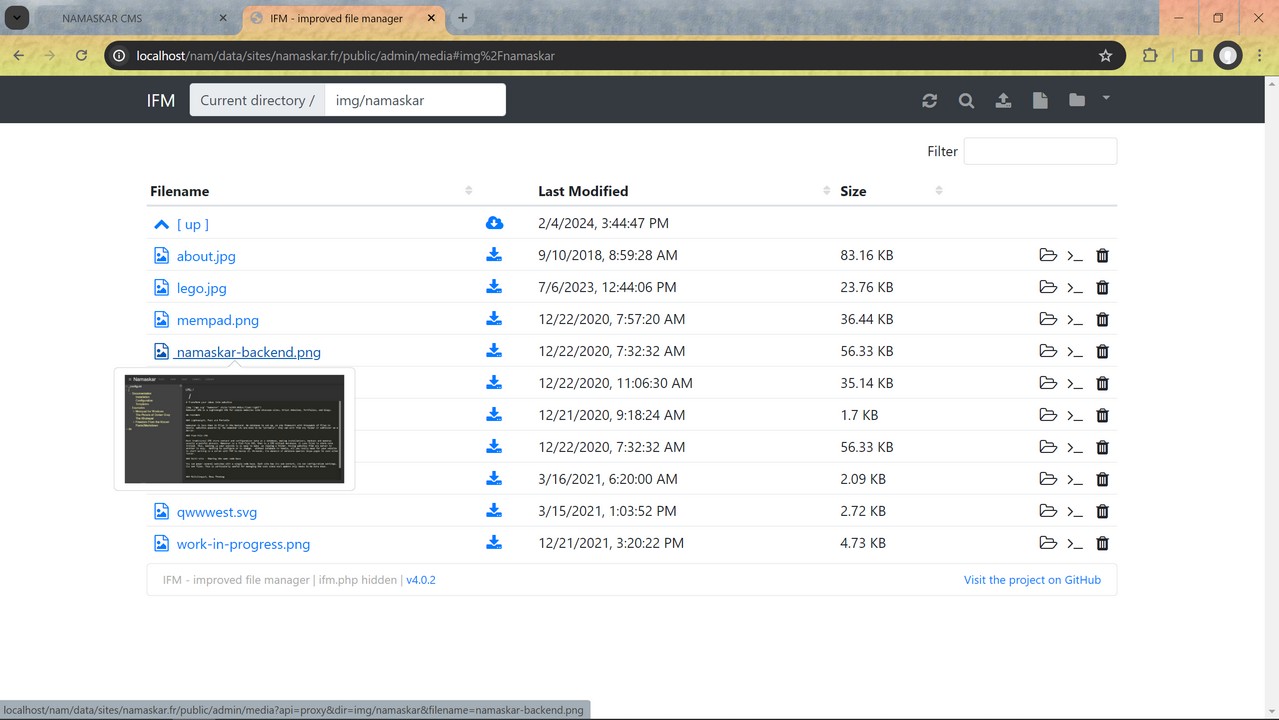 NAMASKAR CMS
IFM - improved file manager
localhost/nam/data/sites/namaskar.fr/public/admin/media#img%2Fnamaskar
IFM Current directory / img/namaskar
Filter
Filename Last Modified Size
[ up ] 2/4/2024, 3:44:47 PM
about.jpg 9/10/2018, 8:59:28 AM 83.16 KB
lego.jpg 7/6/2023, 12:44:06 PM 23.76 KB
mempad.png 12/22/2020, 7:57:20 AM 36.44 KB
namaskar-backend.png 12/22/2020, 7:32:32 AM 56.33 KB
Namaskar
12/22/2020, 11:06:30 AM 35.14 KB
12/21/2020, 9:18:24 AM 1.7 KB
12/22/2020, 7:32:52 AM 56.33 KB
3/16/2021, 6:20:00 AM 2.09 KB
qwwwest.svg 3/15/2021, 1:03:52 PM 2.72 KB
work-in-progress.png 12/21/2021, 3:20:22 PM 4.73 KB
IFM - improved file manager | ifm.php hidden | v4.0.2 Visit the project on GitHub
localhost/nam/data/sites/namaskar.fr/public/admin/media?api=proxy&dir=img/namaskar&filename=namaskar-backend.png